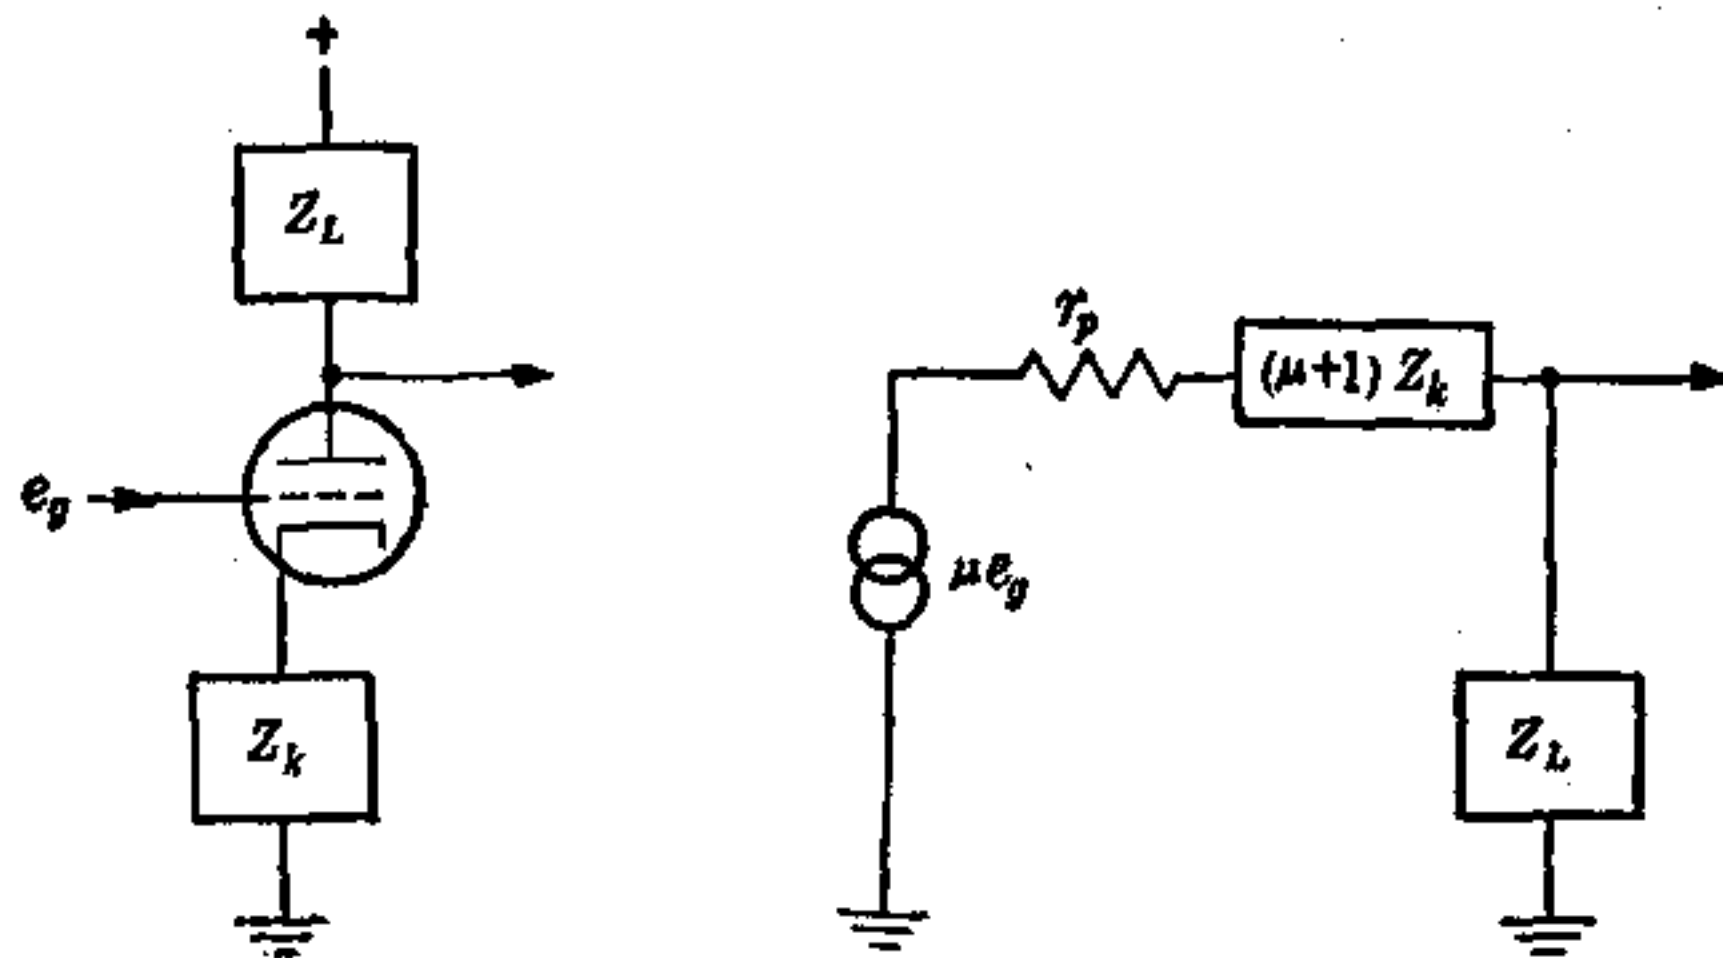 +
Z_L
e_g
Z_k
r_p
(μ+1) Z_k
μe_g
Z_L